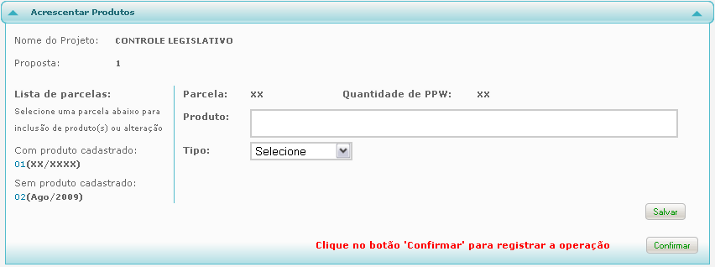 Acrescentar Produtos
Nome do Projeto: CONTROLE LEGISLATIVO
Proposta: 1
Lista de parcelas:
Selecione uma parcela abaixo para
inclusão de produto(s) ou alteração
Com produto cadastrado:
01(XX/XXXX)
Sem produto cadastrado:
02(Ago/2009)
Parcela: XX Quantidade de PPW: XX
Produto:
Tipo: Selecione
Salvar
Clique no botão 'Confirmar' para registrar a operação
Confirmar